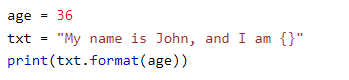 age = 36
txt = "My name is John, and I am {}"
print(txt.format(age))